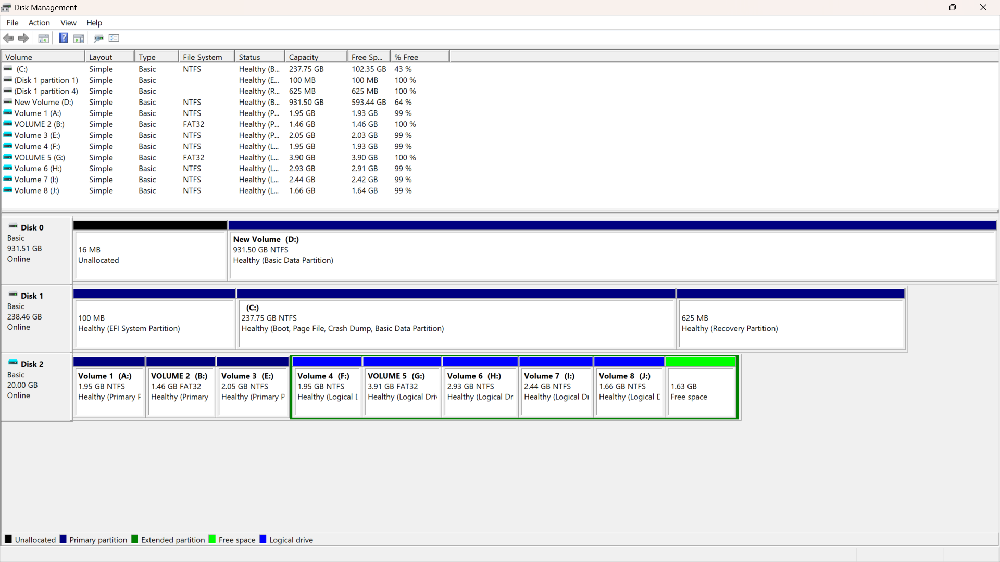 Disk Management
File Action View Help
Volume Layout Type File System Status Capacity Free Sp... % Free
(C:) Simple Basic NTFS Healthy (B... 237.75 GB 102.35 GB 43 %
(Disk 1 partition 1) Simple Basic Healthy (E... 100 MB 100 MB 100 %
(Disk 1 partition 4) Simple Basic Healthy (R... 625 MB 625 MB 100 %
New Volume (D:) Simple Basic NTFS Healthy (B... 931.50 GB 593.44 GB 64 %
Volume 1 (A:) Simple Basic NTFS Healthy (P... 1.95 GB 1.93 GB 99 %
VOLUME 2 (B:) Simple Basic FAT32 Healthy (P... 1.46 GB 1.46 GB 100 %
Volume 3 (E:) Simple Basic NTFS Healthy (P... 2.05 GB 2.03 GB 99 %
Volume 4 (F:) Simple Basic NTFS Healthy (L... 1.95 GB 1.93 GB 99 %
VOLUME 5 (G:) Simple Basic FAT32 Healthy (L... 3.90 GB 3.90 GB 100 %
Volume 6 (H:) Simple Basic NTFS Healthy (L... 2.93 GB 2.91 GB 99 %
Volume 7 (I:) Simple Basic NTFS Healthy (L... 2.44 GB 2.42 GB 99 %
Volume 8 (J:) Simple Basic NTFS Healthy (L... 1.66 GB 1.64 GB 99 %
Disk 0
Basic
931.51 GB
Online
16 MB
Unallocated
New Volume (D:)
931.50 GB NTFS
Healthy (Basic Data Partition)
Disk 1
Basic
238.46 GB
Online
100 MB
Healthy (EFI System Partition)
(C:)
237.75 GB NTFS
Healthy (Boot, Page File, Crash Dump, Basic Data Partition)
625 MB
Healthy (Recovery Partition)
Disk 2
Basic
20.00 GB
Online
Volume 1 (A:)
1.95 GB NTFS
Healthy (Primary P
VOLUME 2 (B:)
1.46 GB FAT32
Healthy (Primary
Volume 3 (E:)
2.05 GB NTFS
Healthy (Primary P
Volume 4 (F:)
1.95 GB NTFS
Healthy (Logical D
VOLUME 5 (G:)
3.91 GB FAT32
Healthy (Logical Driv
Volume 6 (H:)
2.93 GB NTFS
Healthy (Logical Dr
Volume 7 (I:)
2.44 GB NTFS
Healthy (Logical Dr
Volume 8 (J:)
1.66 GB NTFS
Healthy (Logical D
1.63 GB
Free space
Unallocated Primary partition Extended partition Free space Logical drive